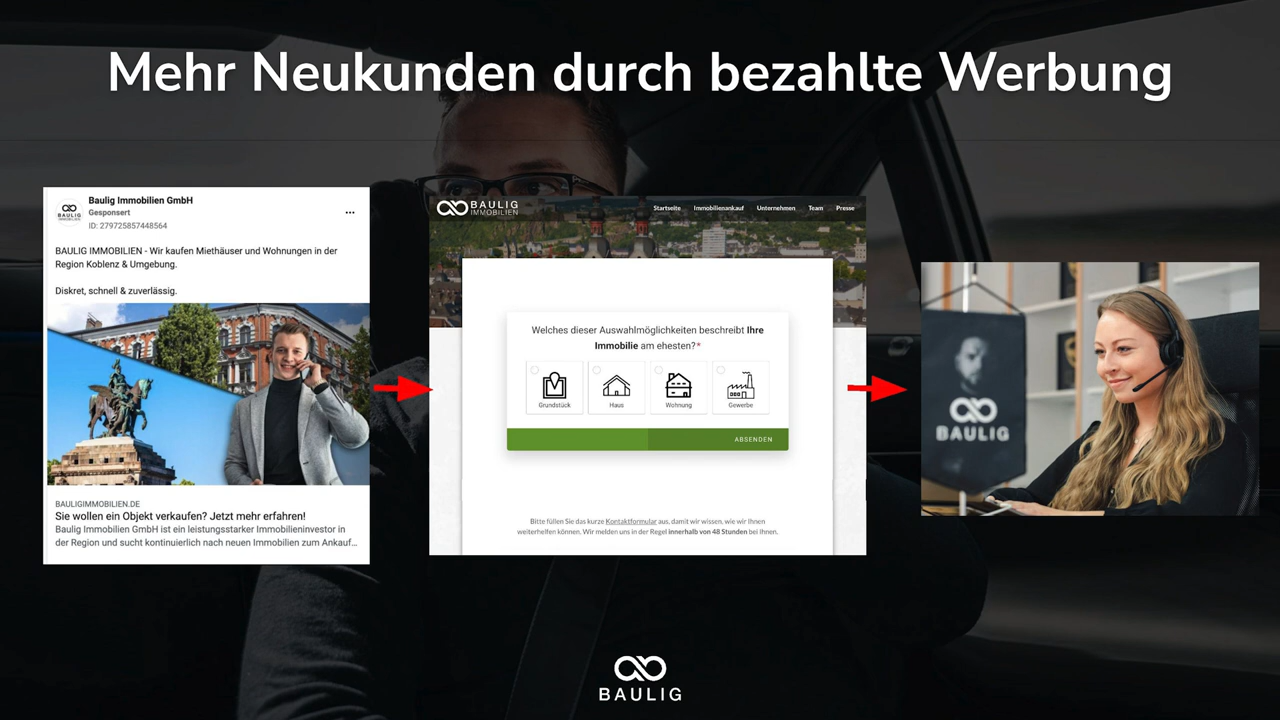 Mehr Neukunden durch bezahlte Werbung
Baulig Immobilien GmbH
Gesponsert
ID: 279725857448564
BAULIG
IMMOBILIEN
BAULIG IMMOBILIEN - Wir kaufen Miethäuser und Wohnungen in der
Region Koblenz & Umgebung.
Diskret, schnell & zuverlässig.
BAULIGIMMOBILIEN.DE
Sie wollen ein Objekt verkaufen? Jetzt mehr erfahren!
Baulig Immobilien GmbH ist ein leistungsstarker Immobilieninvestor in
der Region und sucht kontinuierlich nach neuen Immobilien zum Ankauf...
BAULIG
IMMOBILIEN
Startseite Immobilienankauf Unternehmen Team Presse
Welches dieser Auswahlmöglichkeiten beschreibt Ihre
Immobilie am ehesten?*
Grundstück Haus Wohnung Gewerbe
ABSENDEN
Bitte füllen Sie das kurze Kontaktformular aus, damit wir wissen, wie wir Ihnen
weiterhelfen können. Wir melden uns in der Regel innerhalb von 48 Stunden bei Ihnen.
BAULIG
BAULIG